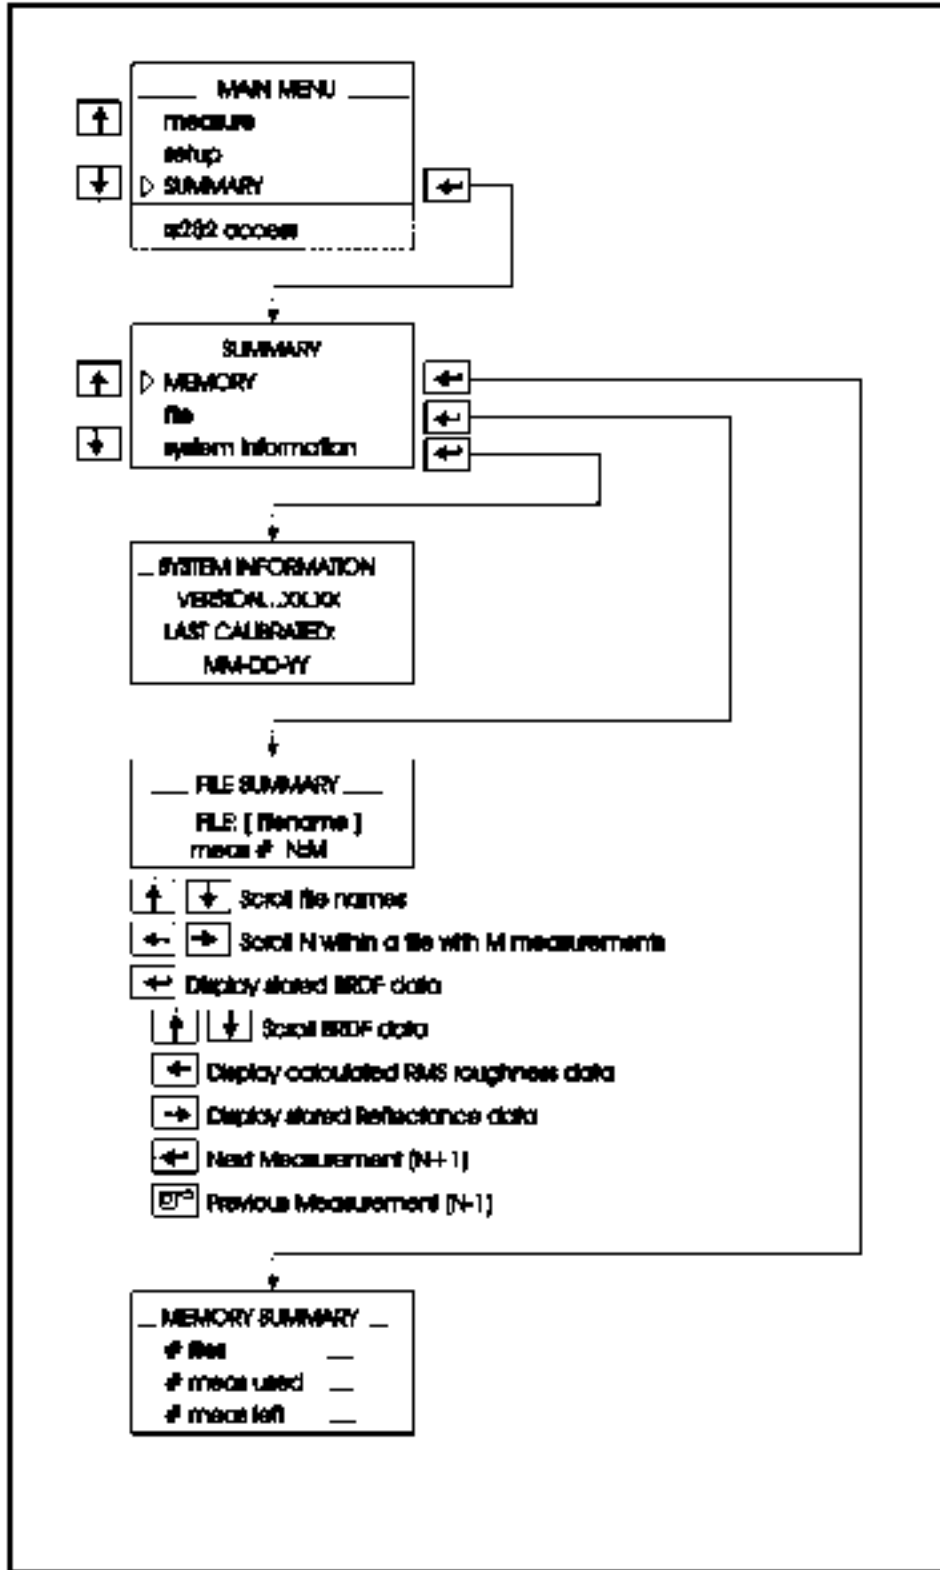 MAIN MENU
measure
setup
SUMMARY
rs232 access
SUMMARY
MEMORY
file
system information
SYSTEM INFORMATION
VERSION...XX.XX
LAST CALIBRATED:
MM-DD-YY
FILE SUMMARY
FILE: [ filename ]
meas # N:M
Scroll file names
Scroll N within a file with M measurements
Display stored BRDF data
Scroll BRDF data
Display calculated RMS roughness data
Display stored Reflectance data
Next Measurement (N+1)
Previous Measurement (N-1)
MEMORY SUMMARY
# files
# meas used
# meas left